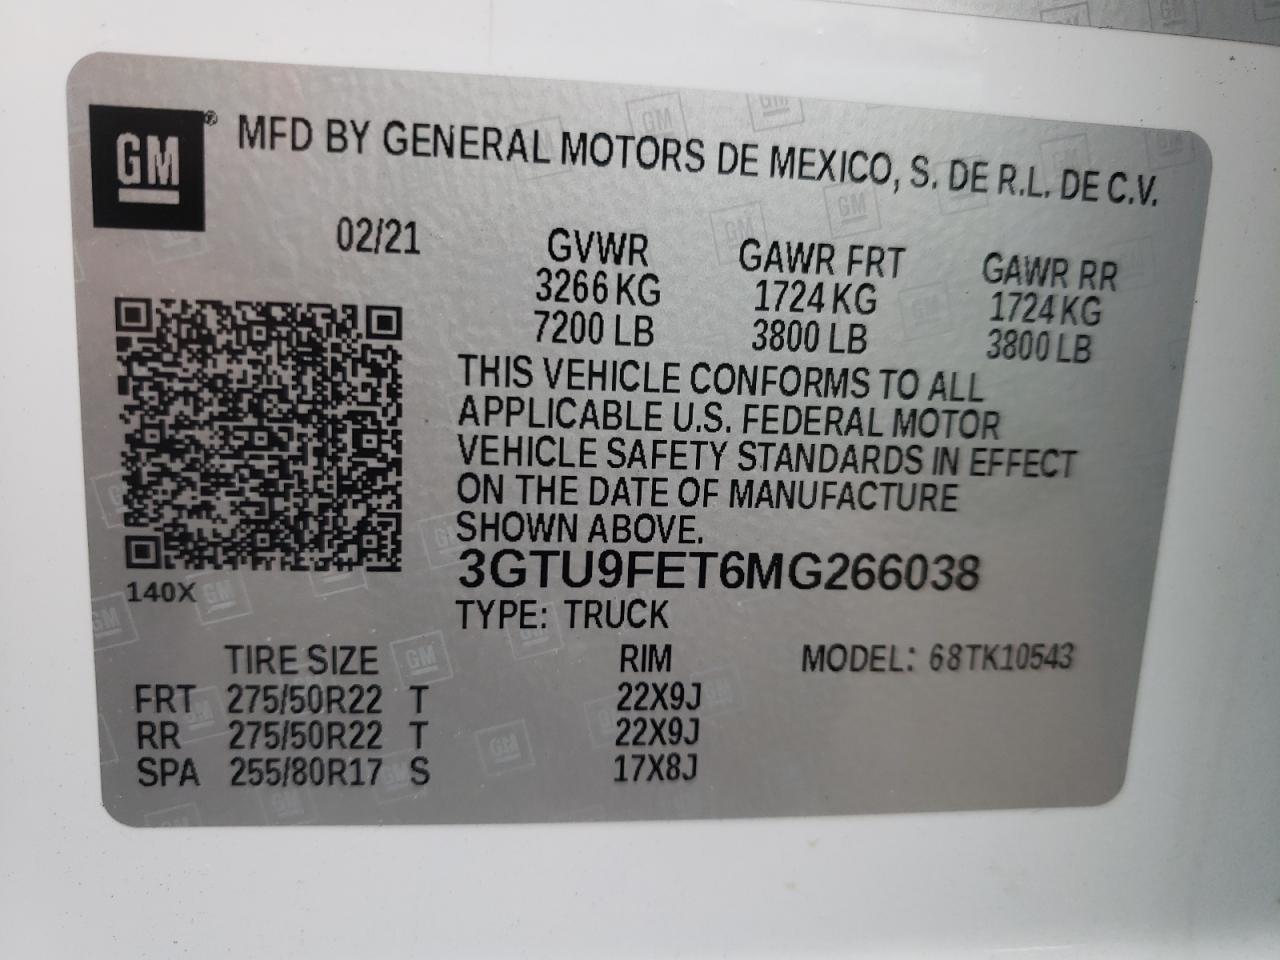 GM ® MFD BY GENERAL MOTORS DE MEXICO, S. DE R.L. DE C.V.
02/21 GVWR GAWR FRT GAWR RR
3266 KG 1724 KG 1724 KG
7200 LB 3800 LB 3800 LB
THIS VEHICLE CONFORMS TO ALL
APPLICABLE U.S. FEDERAL MOTOR
VEHICLE SAFETY STANDARDS IN EFFECT
ON THE DATE OF MANUFACTURE
SHOWN ABOVE.
3GTU9FET6MG266038
140X
TYPE: TRUCK
TIRE SIZE RIM MODEL: 68TK10543
FRT 275/50R22 T 22X9J
RR 275/50R22 T 22X9J
SPA 255/80R17 S 17X8J